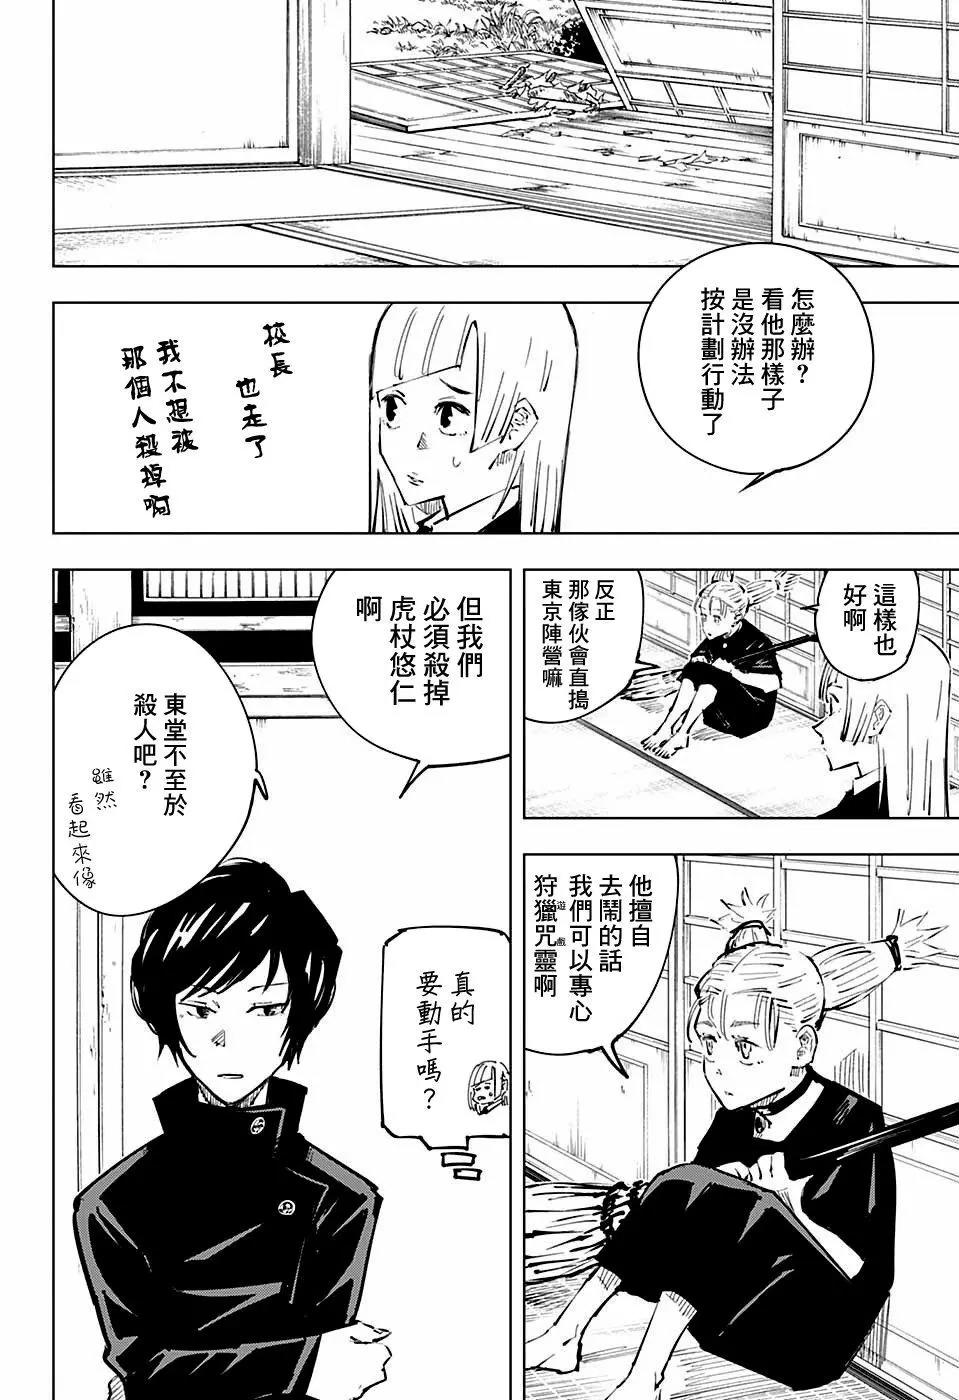 怎麼辦?
看他那樣子
是沒辦法
按計劃行動了
校長
也走了
我不想被
那個人殺掉啊
這樣也
好啊
反正
那傢伙會直搗
東京陣營嘛
他擅自
去鬧的話
我們可以專心
狩獵咒靈啊
遊戲
但我們
必須殺掉
虎杖悠仁
啊
東堂不至於
殺人吧?
雖然
看起來像
真的
要動手嗎?